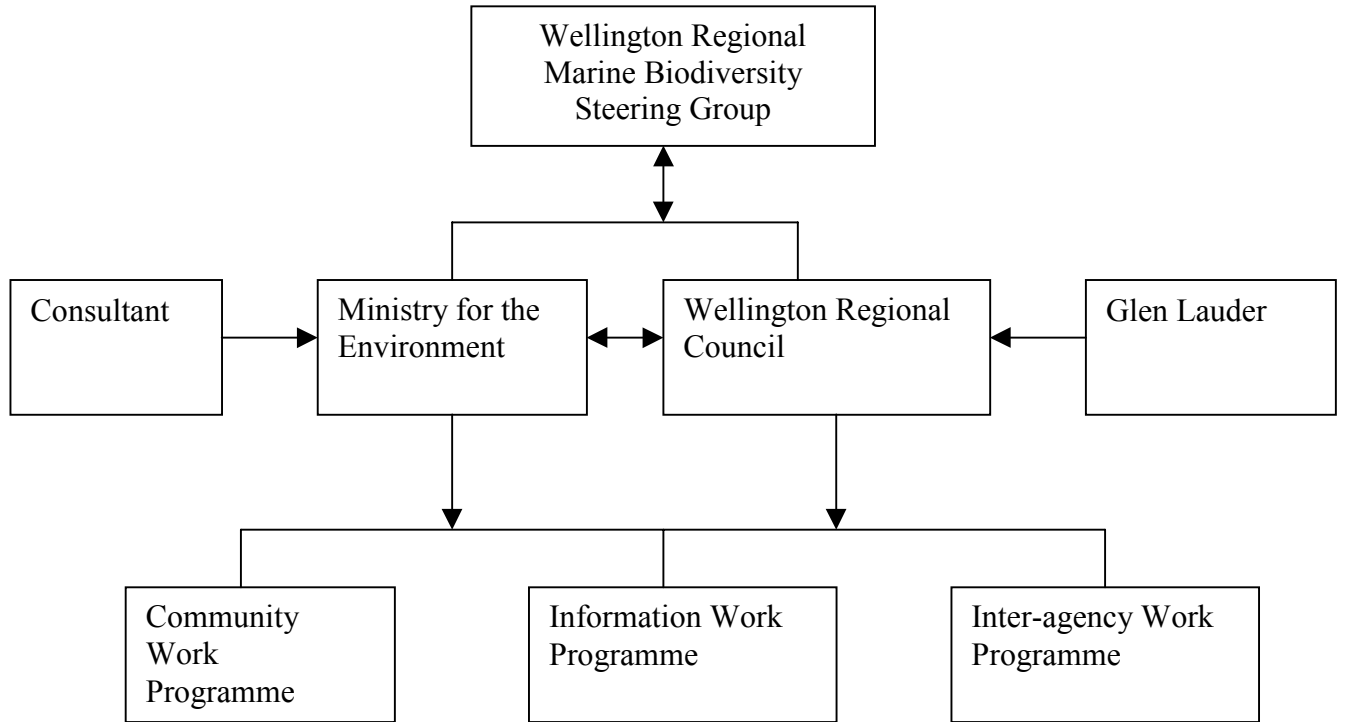 Wellington Regional
Marine Biodiversity
Steering Group
Consultant
Ministry for the
Environment
Wellington Regional
Council
Glen Lauder
Community
Work
Programme
Information Work
Programme
Inter-agency Work
Programme